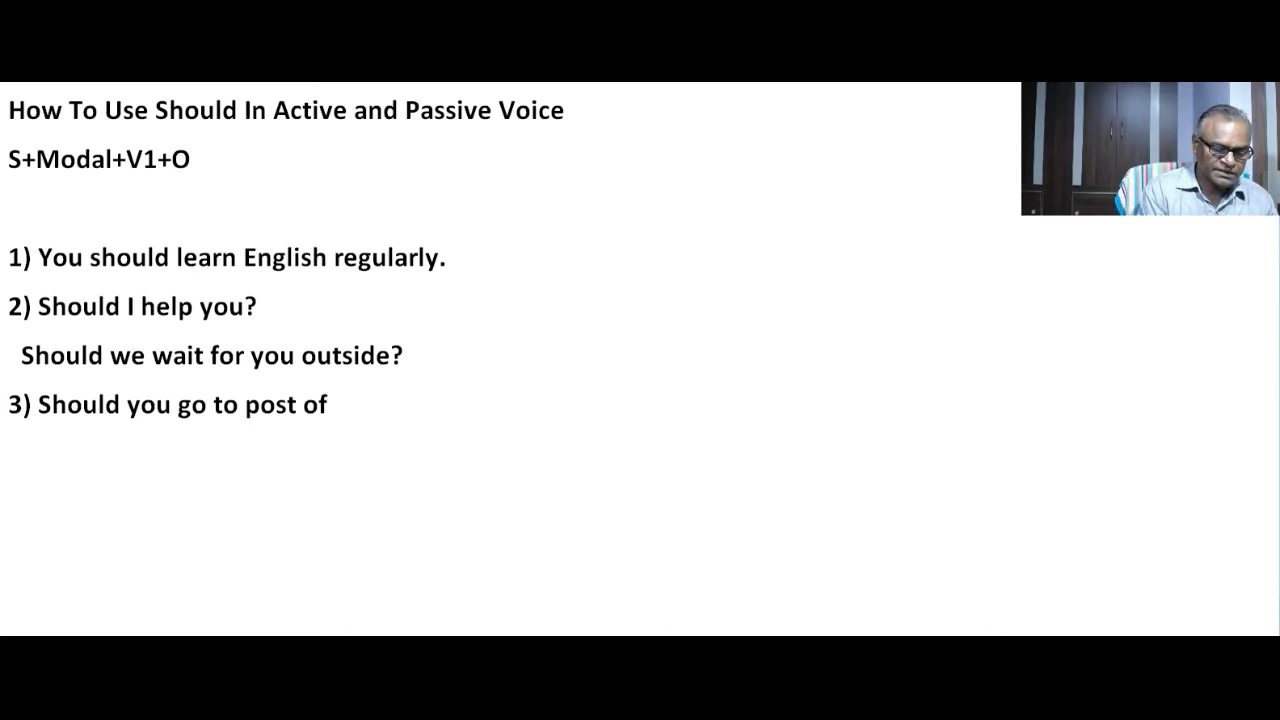 How To Use Should In Active and Passive Voice
S+Modal+V1+O
1) You should learn English regularly.
2) Should I help you?
Should we wait for you outside?
3) Should you go to post of